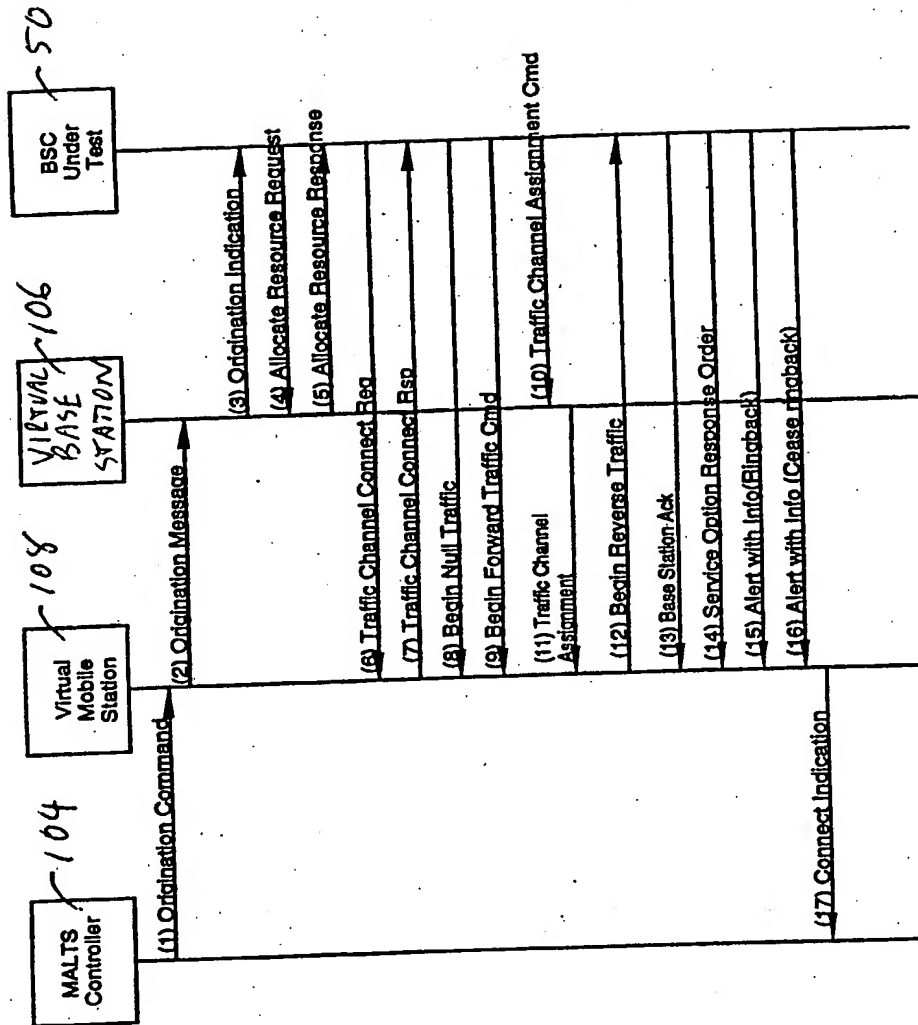 MALTS
Controller
104
Virtual
Mobile
Station
108
VIRTUAL
BASE
STATION
106
BSC
Under
Test
50
(1) Origination Command
(2) Origination Message
(3) Origination Indication
(4) Allocate Resource Request
(5) Allocate Resource Response
(6) Traffic Channel Connect Req
(7) Traffic Channel Connect Rsp
(8) Begin Null Traffic
(9) Begin Forward Traffic Cmd
(10) Traffic Channel Assignment Cmd
(11) Traffic Channel
Assignment
(12) Begin Reverse Traffic
(13) Base Station Ack
(14) Service Option Response Order
(15) Alert with Info(Ringback)
(16) Alert with Info (Cease ringback)
(17) Connect Indication